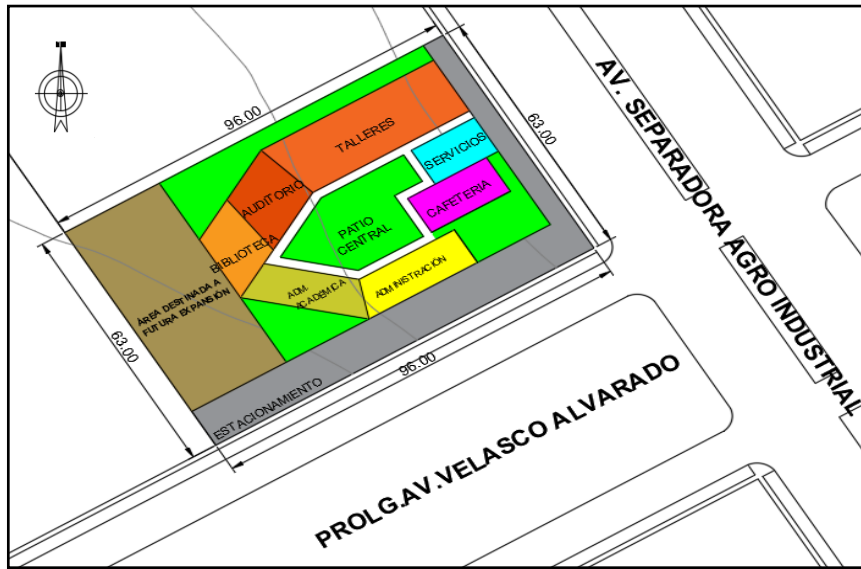 96.00
63.00
TALLERES
SERVICIOS
AUDITORIO
CAFETERIA
BIBLIOTECA
PATIO
CENTRAL
ADM.
ACADEMICA
ADMINISTRACIÓN
ÁREA DESTINADA A
FUTURA EXPANSIÓN
63.00
96.00
ESTACIONAMIENTO
AV. SEPARADORA AGRO INDUSTRIAL
PROLG.AV.VELASCO ALVARADO